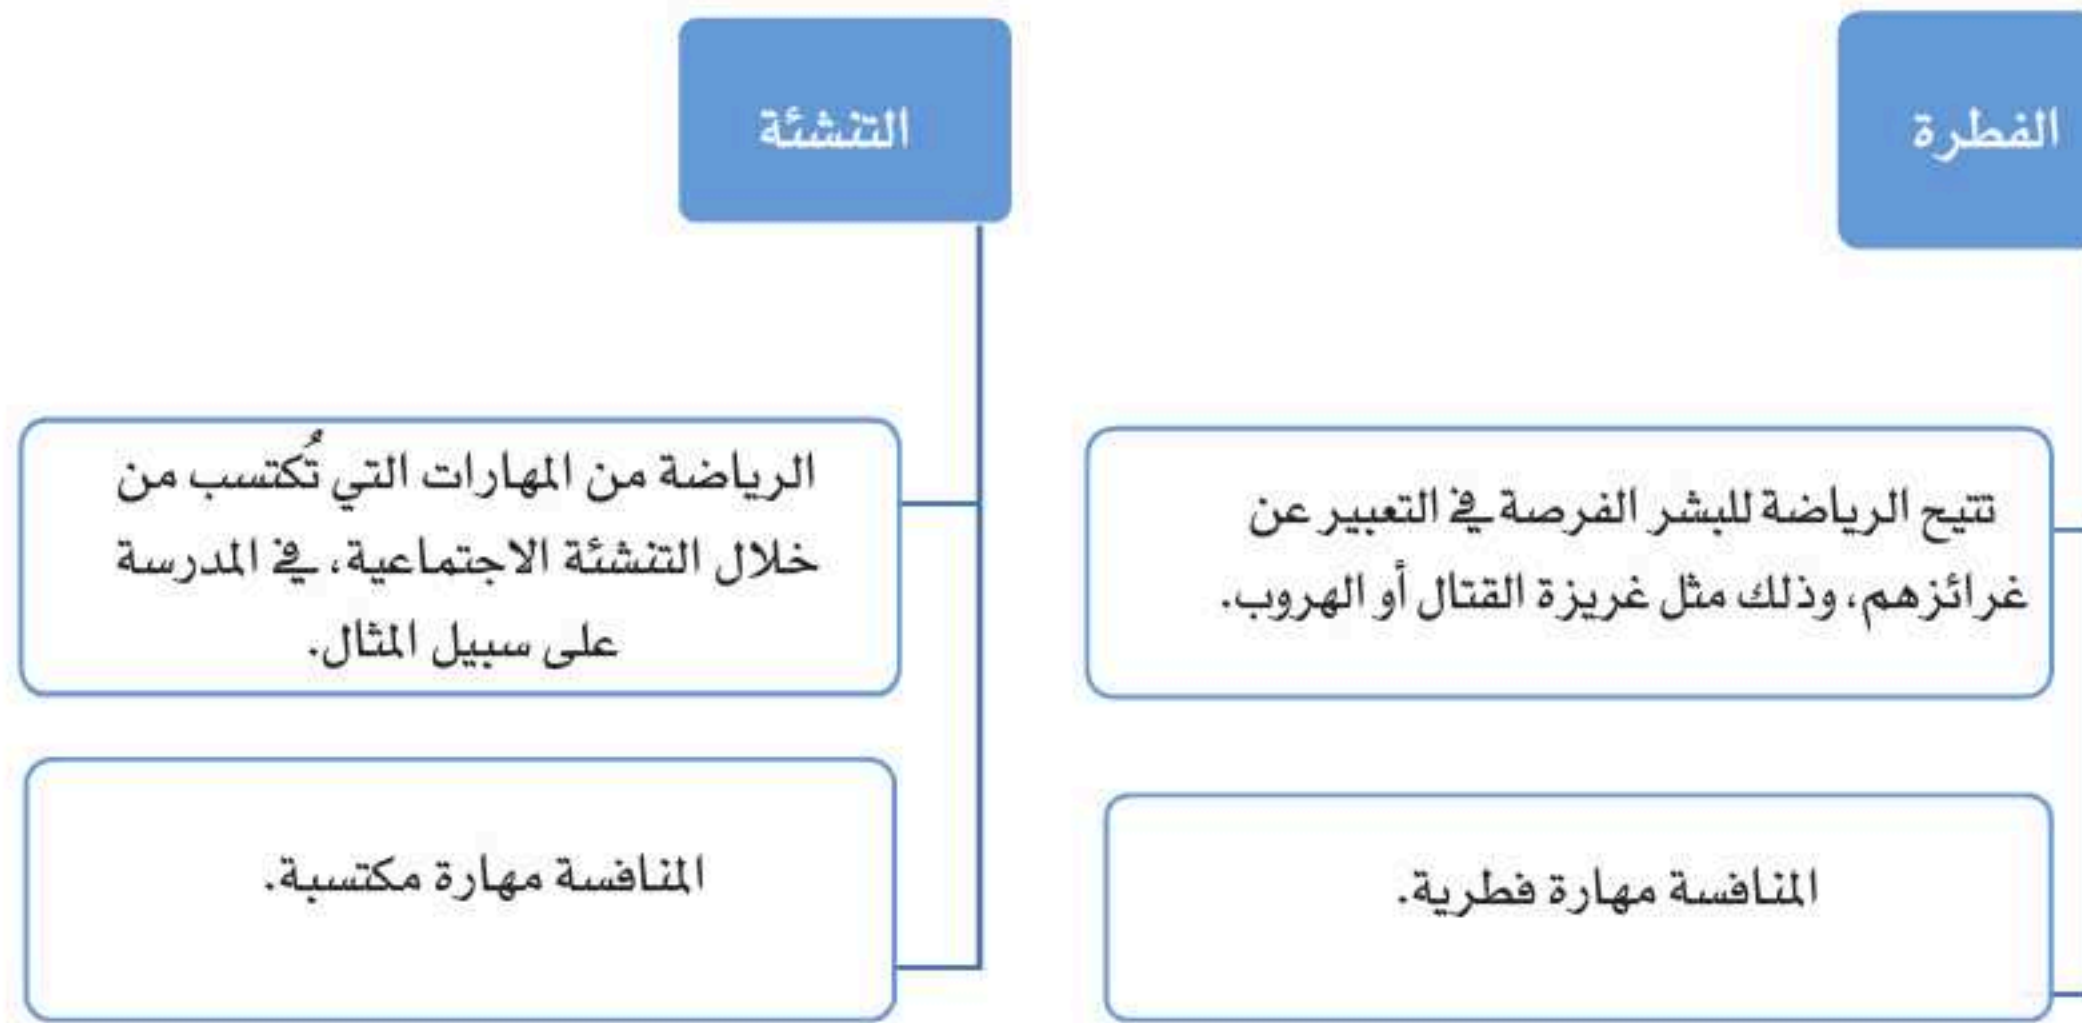 الفطرة
تتيح الرياضة للبشر الفرصة في التعبير عن
غرائزهم، وذلك مثل غريزة القتال أو الهروب.
المنافسة مهارة فطرية.
التنشئة
الرياضة من المهارات التي تُكتسب من
خلال التنشئة الاجتماعية، في المدرسة
على سبيل المثال.
المنافسة مهارة مكتسبة.